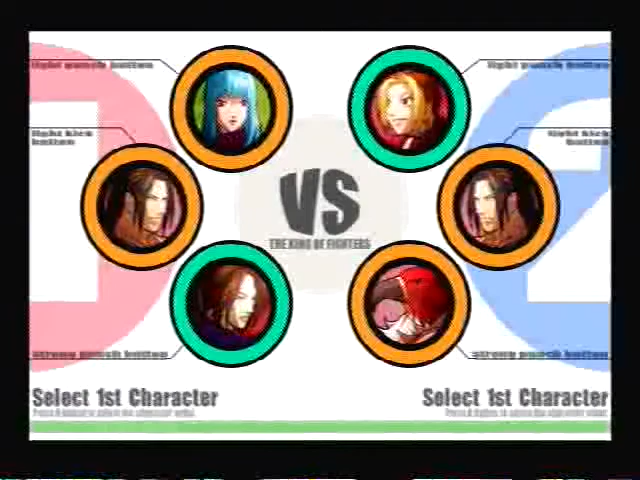 light punch button
light punch button
light kick
button
light kick
button
VS
THE KING OF FIGHTERS
strong punch button
strong punch button
Select 1st Character
Select 1st Character